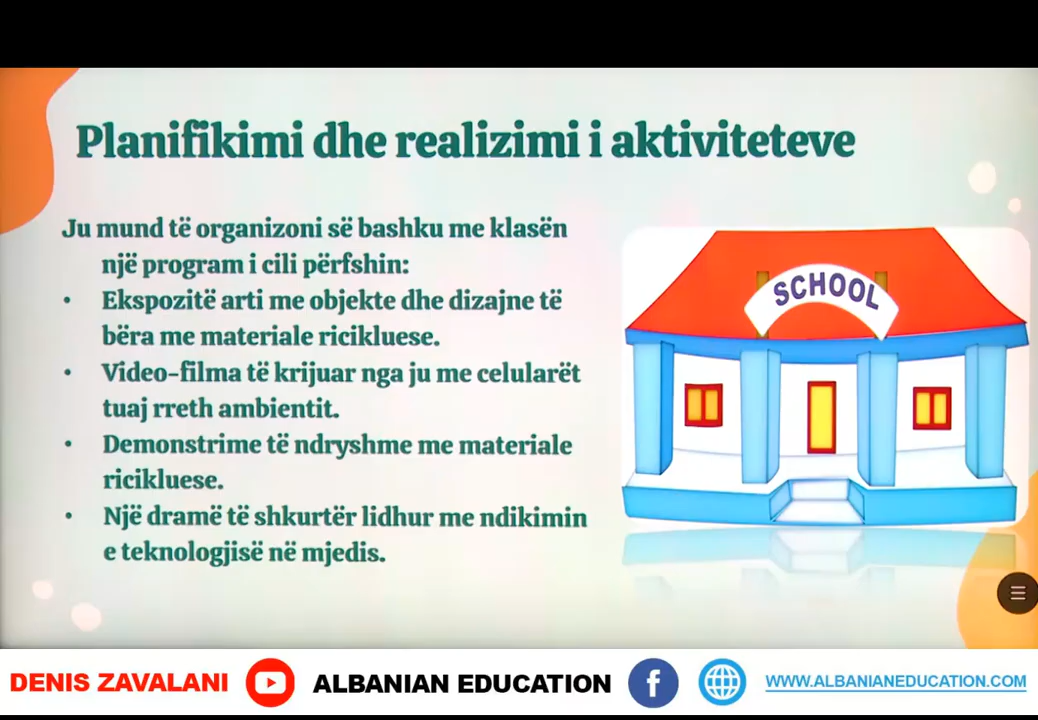 Planifikimi dhe realizimi i aktiviteteve
Ju mund të organizoni së bashku me klasën
një program i cili përfshin:
• Ekspozitë arti me objekte dhe dizajne të
bëra me materiale ricikluese.
• Video-filma të krijuar nga ju me celularët
tuaj rreth ambientit.
• Demonstrime të ndryshme me materiale
ricikluese.
• Një dramë të shkurtër lidhur me ndikimin
e teknologjisë në mjedis.
SCHOOL
DENIS ZAVALANI ALBANIAN EDUCATION f WWW.ALBANIANEDUCATION.COM